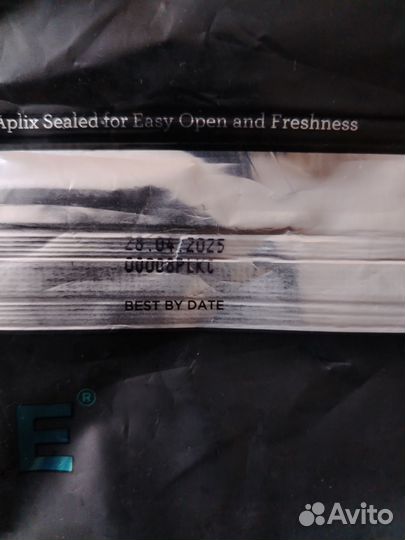 Aplix Sealed for Easy Open and Freshness
28.04.2025
BEST BY DATE
E®
Avito